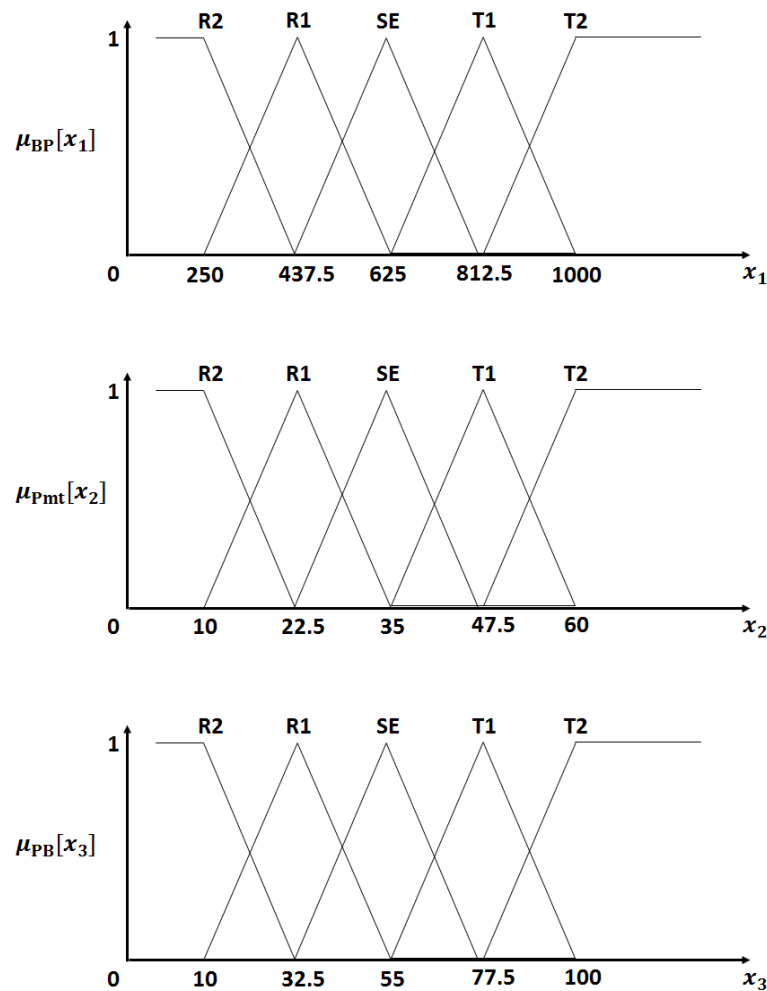 R2 R1 SE T1 T2
1
μBP[x1]
0 250 437.5 625 812.5 1000 x1
R2 R1 SE T1 T2
1
μPmt[x2]
0 10 22.5 35 47.5 60 x2
R2 R1 SE T1 T2
1
μPB[x3]
0 10 32.5 55 77.5 100 x3